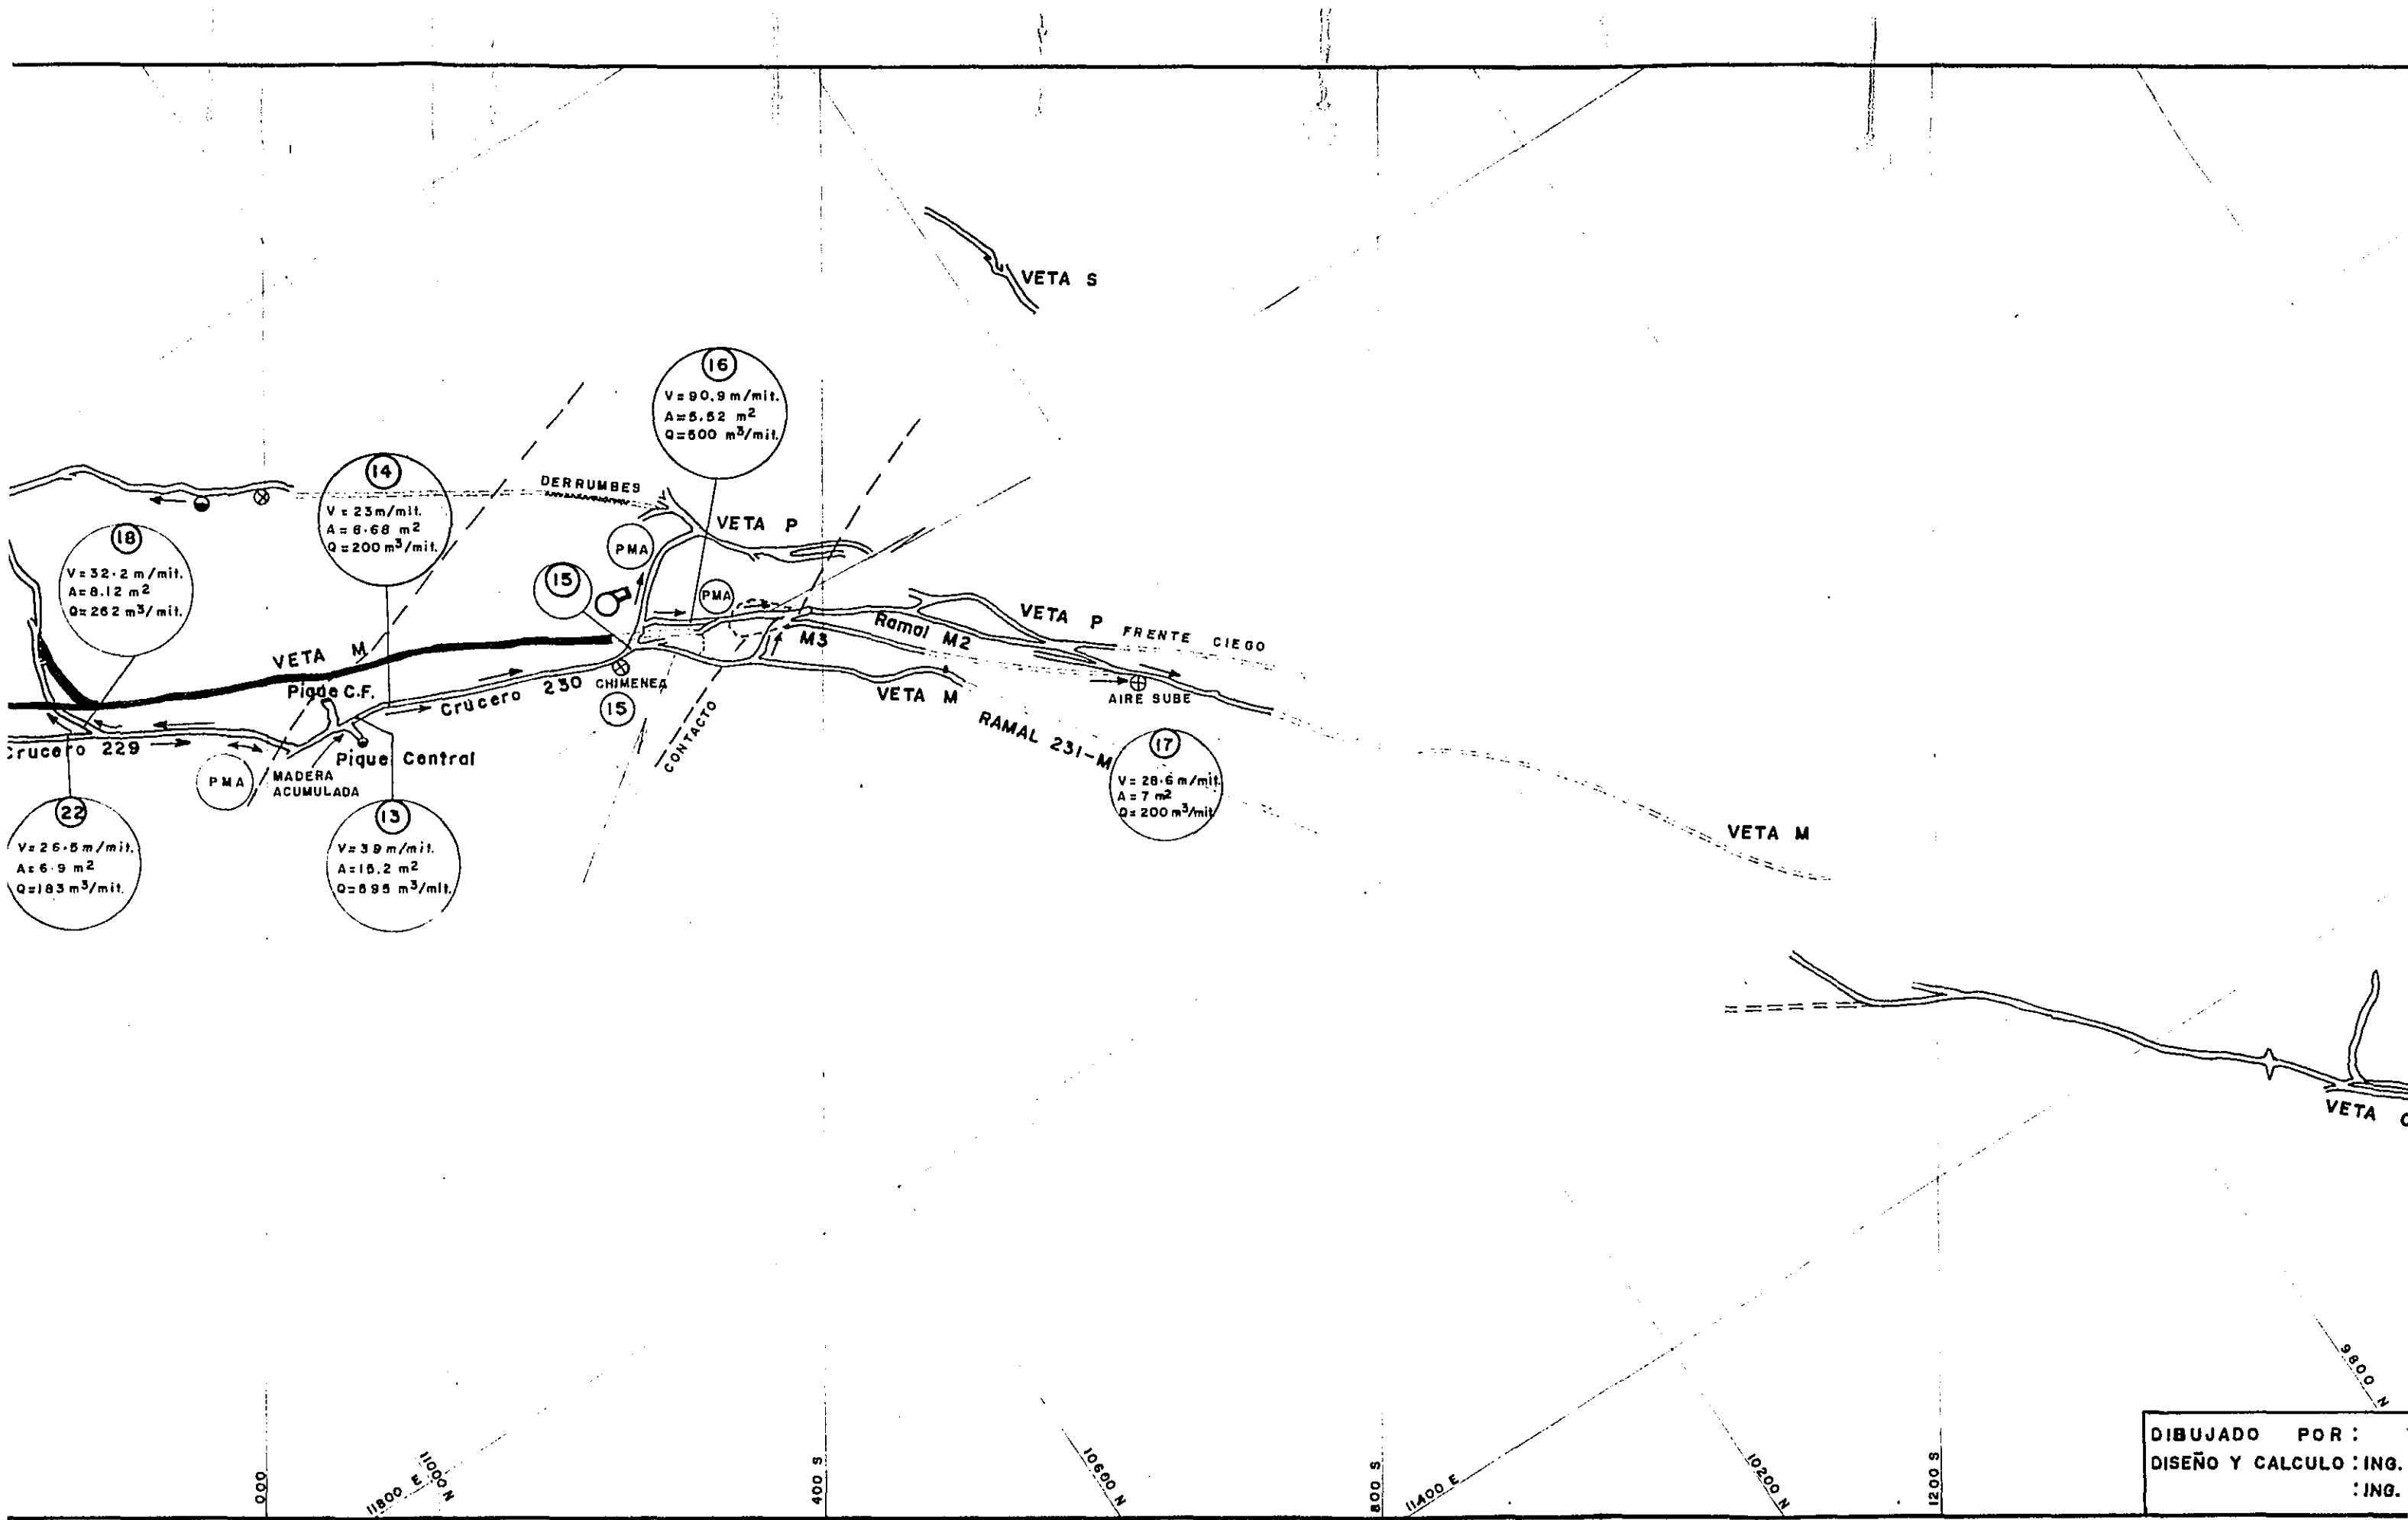 VETA S
16
V=90.9 m/mit.
A=5.52 m2
Q=500 m3/mit.
14
V=23m/mit.
A=8.68 m2
Q=200 m3/mit.
DERRUMBES
VETA P
PMA
18
V=32.2 m/mit.
A=8.12 m2
Q=262 m3/mit.
15
PMA
VETA P
FRENTE CIEGO
Ramal M2
M3
VETA M
Pique C.F.
Crucero 230
CHIMENEA
15
VETA M
AIRE SUBE
CONTACTO
RAMAL 231-M
Crucero 229
Pique Central
PMA
MADERA
ACUMULADA
17
V=28.6 m/mit.
A=7 m2
Q=200 m3/mit
22
V=26.5 m/mit.
A=6.9 m2
Q=183 m3/mit.
13
V=39 m/mit.
A=15.2 m2
Q=595 m3/mit.
VETA M
VETA
9800 N
000
11800 E
11000 N
400 S
10600 N
800 S
11400 E
10200 N
1200 S
DIBUJADO POR :
DISEÑO Y CALCULO : ING.
: ING.